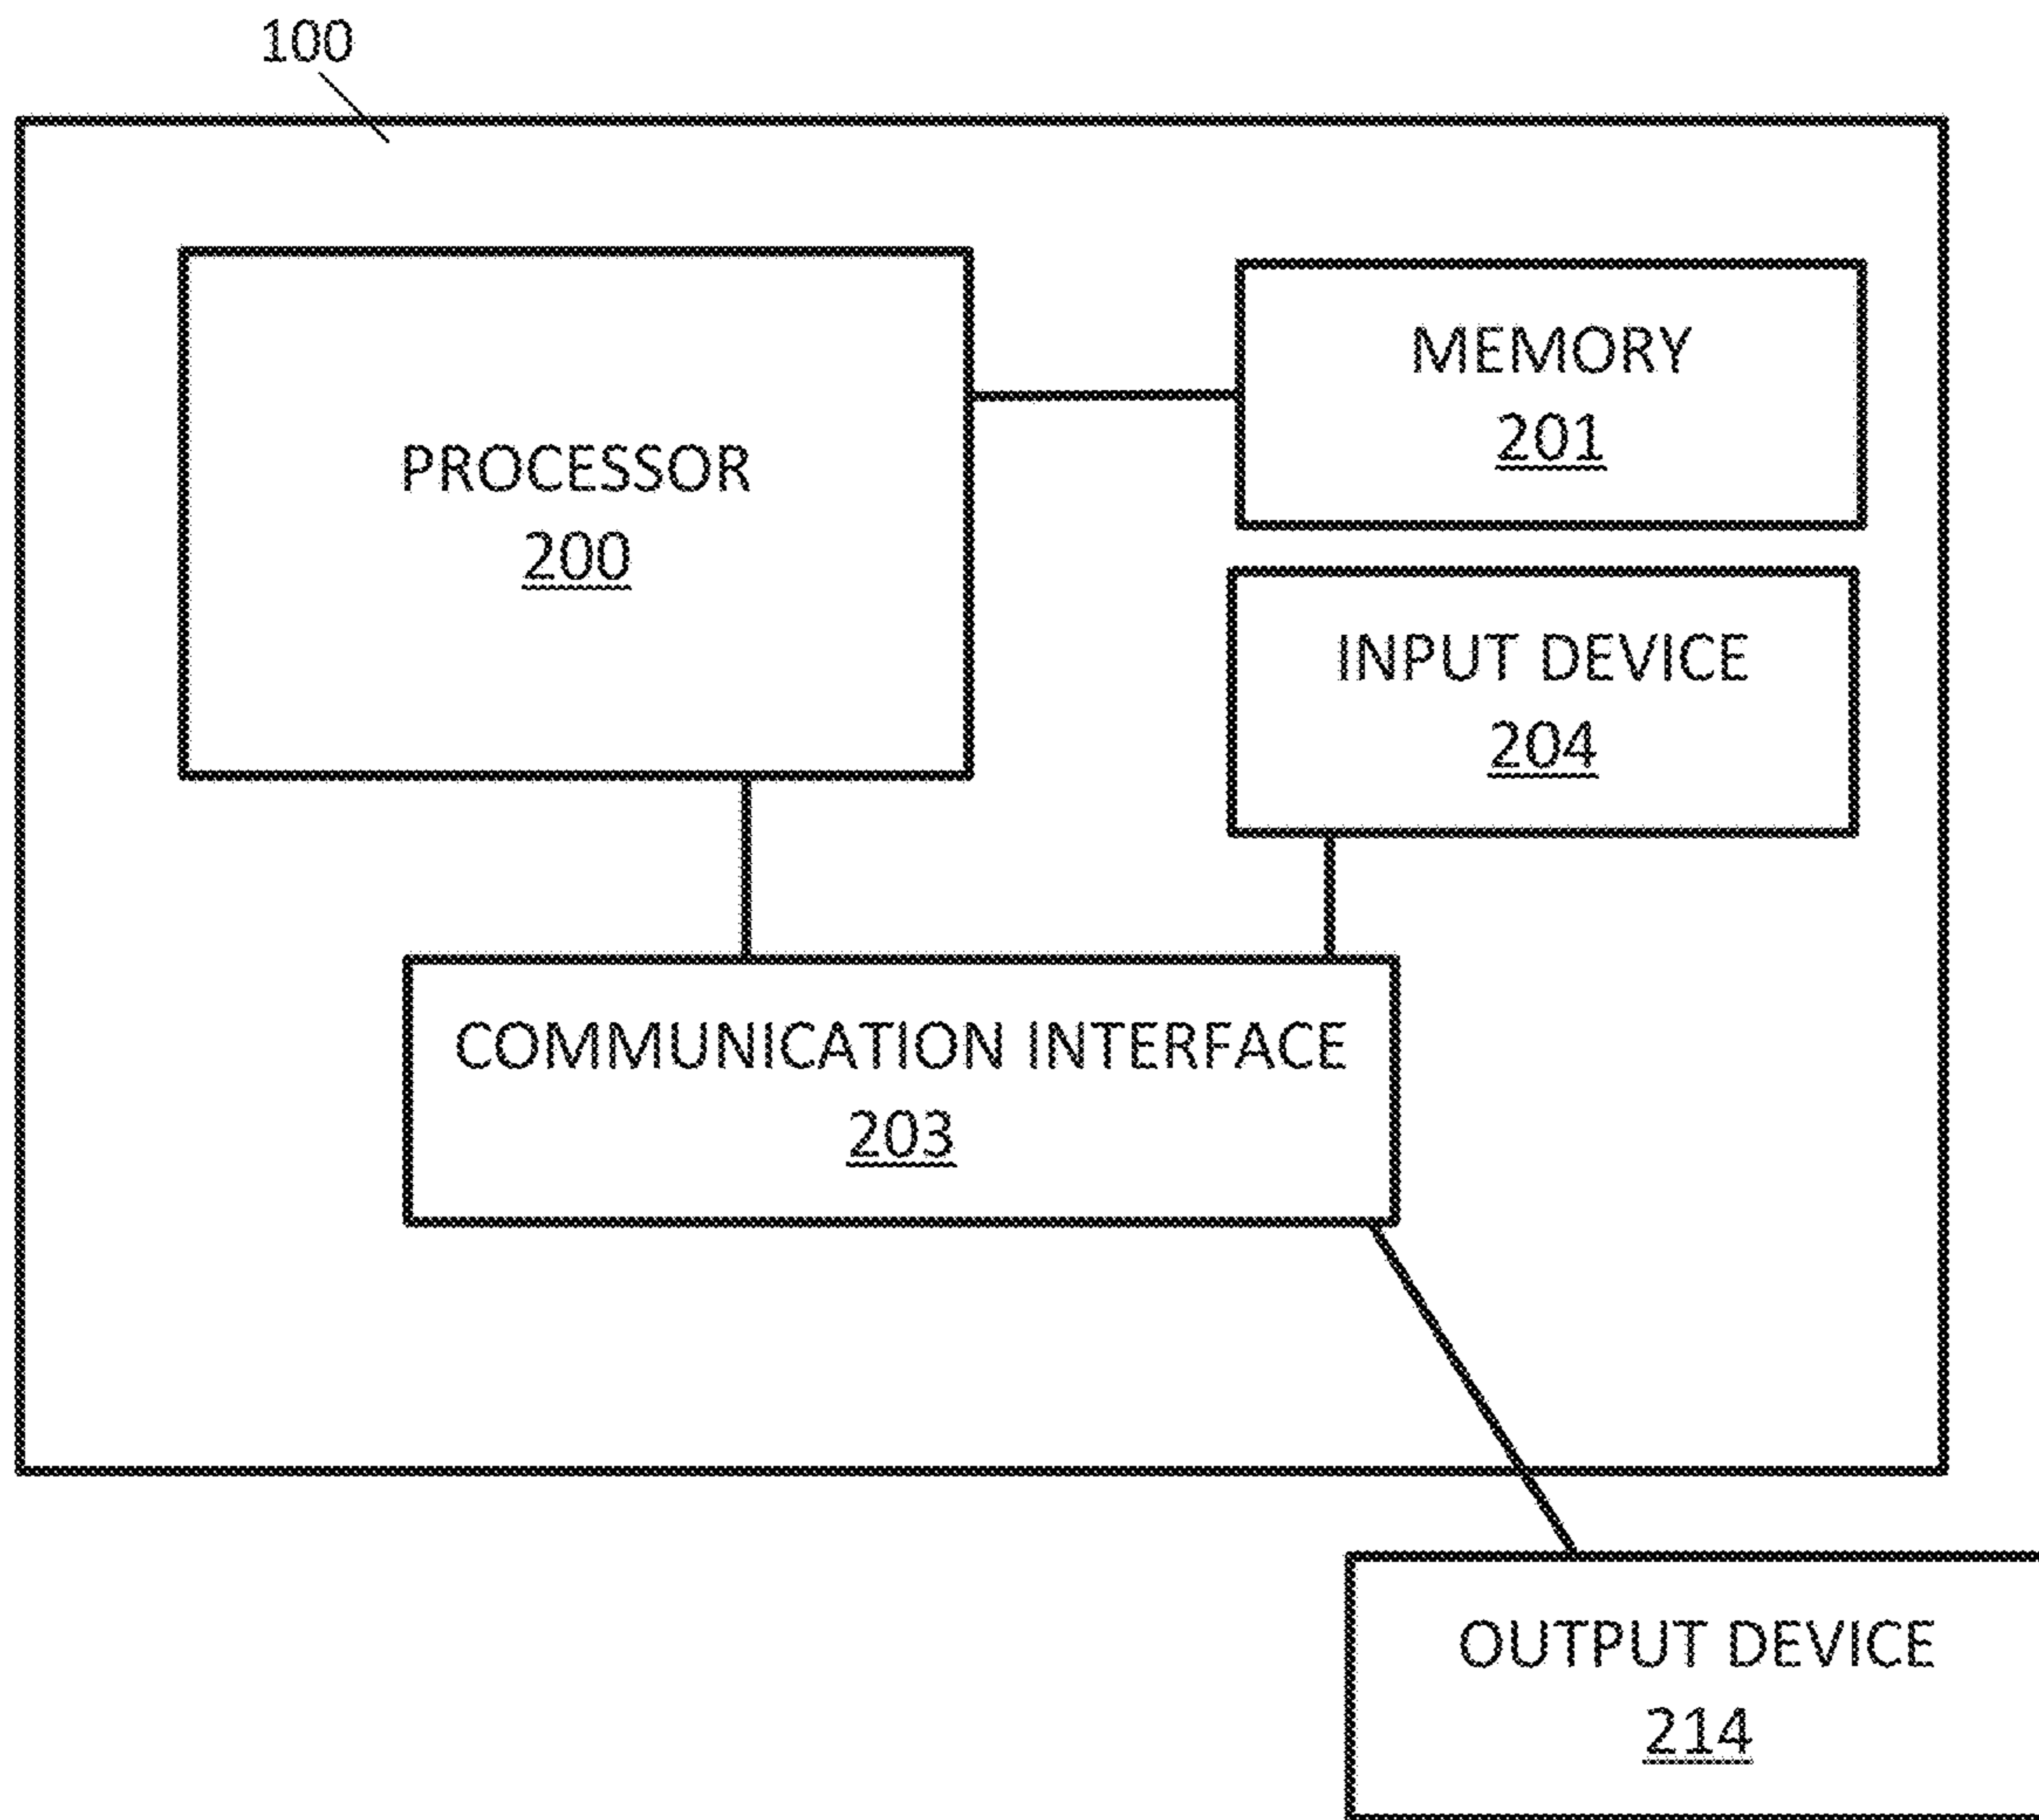 100
PROCESSOR
200
MEMORY
201
INPUT DEVICE
204
COMMUNICATION INTERFACE
203
OUTPUT DEVICE
214